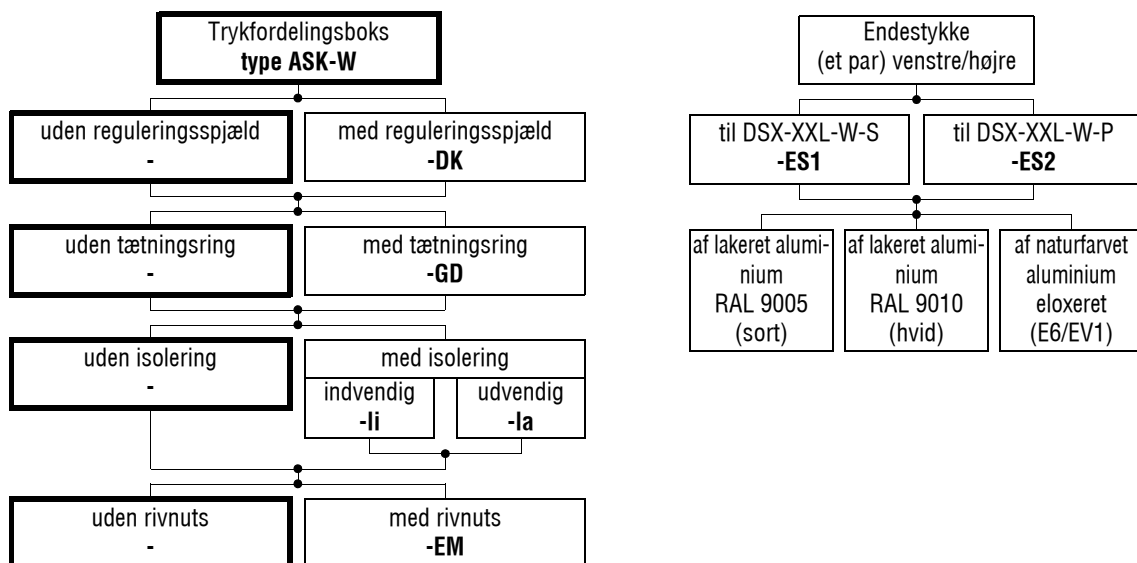 Trykfordelingsboks
type ASK-W
uden reguleringsspjæld
-
med reguleringsspjæld
-DK
uden tætningsring
-
med tætningsring
-GD
uden isolering
-
med isolering
indvendig
-Ii
udvendig
-Ia
uden rivnuts
-
med rivnuts
-EM
Endestykke
(et par) venstre/højre
til DSX-XXL-W-S
-ES1
til DSX-XXL-W-P
-ES2
af lakeret alumi-
nium
RAL 9005
(sort)
af lakeret alumi-
nium
RAL 9010
(hvid)
af naturfarvet
aluminium
eloxeret
(E6/EV1)